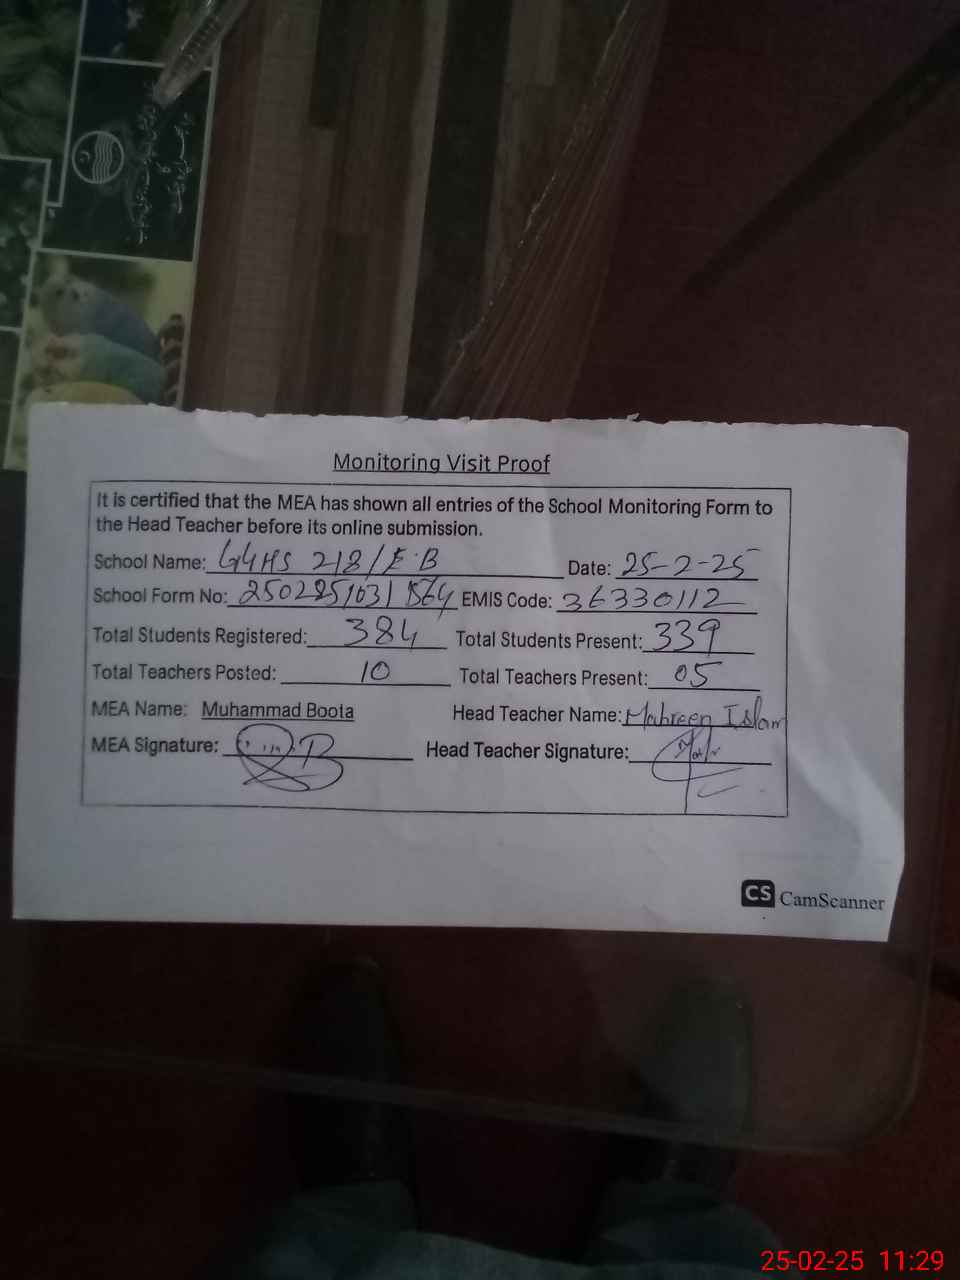 Monitoring Visit Proof
It is certified that the MEA has shown all entries of the School Monitoring Form to
the Head Teacher before its online submission.
School Name: GGHS 218/E.B Date: 25-2-25
School Form No: EMIS Code: 36330112
Total Students Registered: 384 Total Students Present: 339
Total Teachers Posted: 10 Total Teachers Present: 05
MEA Name: Muhammad Boota Head Teacher Name: Mahreen Islam
MEA Signature: Head Teacher Signature:
CS CamScanner
25-02-25 11:29